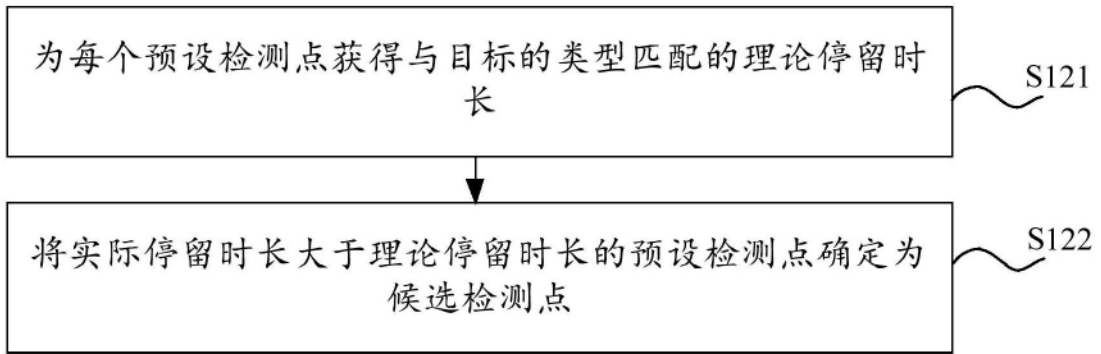 为每个预设检测点获得与目标的类型匹配的理论停留时
长
S121
将实际停留时长大于理论停留时长的预设检测点确定为
候选检测点
S122